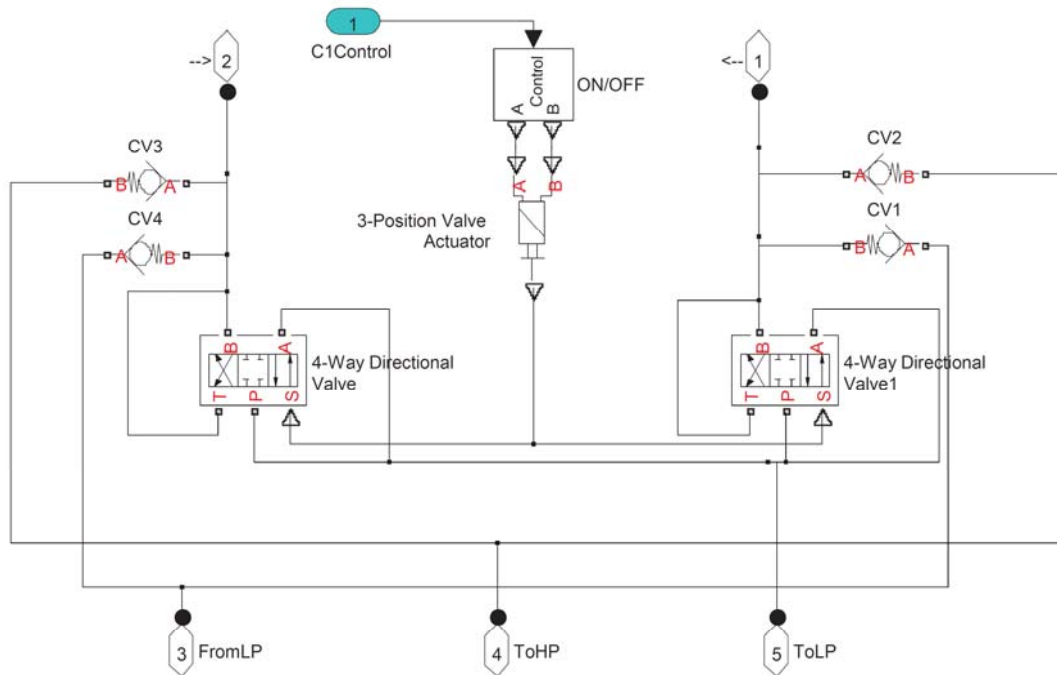 1
C1Control
--> 2
<-- 1
Control
A B
ON/OFF
CV3
B A
CV4
A B
A B
3-Position Valve
Actuator
CV2
A B
CV1
B A
B A
T P S
4-Way Directional
Valve
B A
T P S
4-Way Directional
Valve1
3 FromLP
4 ToHP
5 ToLP